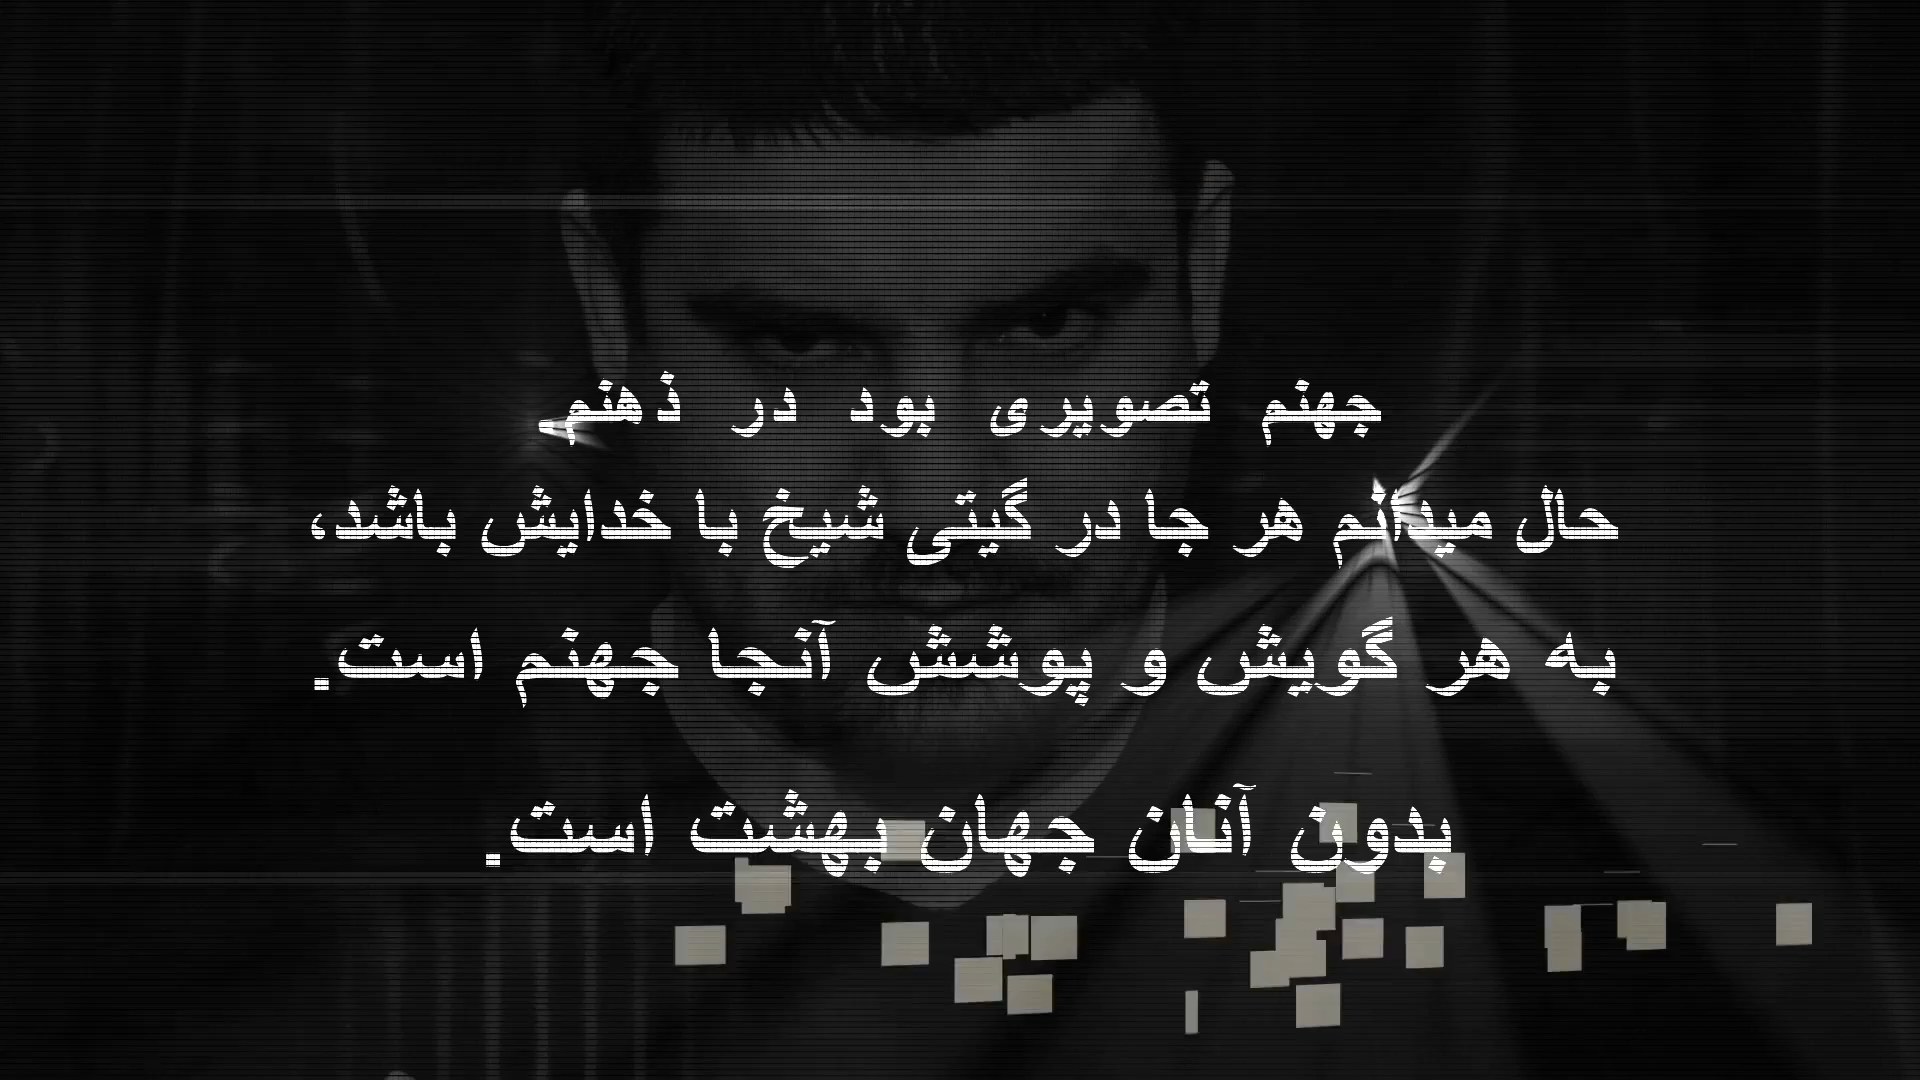 جهنم تصویری بود در ذهنم.
حال میدانم هر جا در گیتی شیخ با خدایش باشد،
به هر گویش و پوشش آنجا جهنم است.
بدون آنان جهان بهشت است.